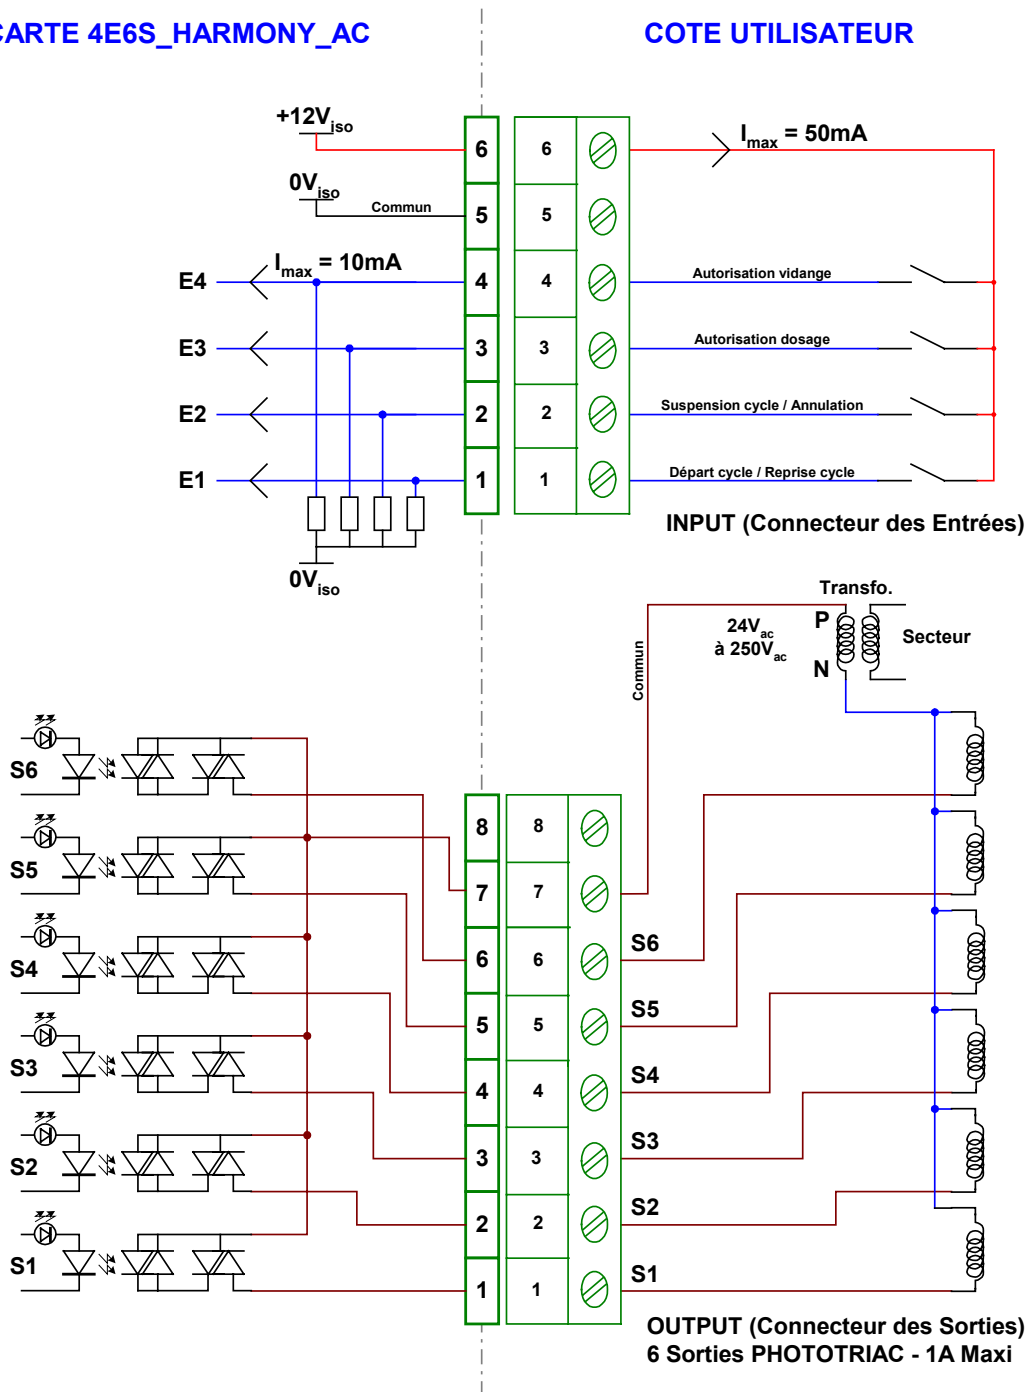 CARTE 4E6S_HARMONY_AC
COTE UTILISATEUR
+12Viso
6
6
Imax = 50mA
0Viso
Commun
5
5
Imax = 10mA
E4
4
4
Autorisation vidange
E3
3
3
Autorisation dosage
E2
2
2
Suspension cycle / Annulation
E1
1
1
Départ cycle / Reprise cycle
INPUT (Connecteur des Entrées)
0Viso
Transfo.
24Vac
à 250Vac
P
N
Secteur
Commun
S6
8
8
S5
7
7
S4
6
6
S6
5
5
S5
S3
4
4
S4
S2
3
3
S3
2
2
S2
S1
1
1
S1
OUTPUT (Connecteur des Sorties)
6 Sorties PHOTOTRIAC - 1A Maxi